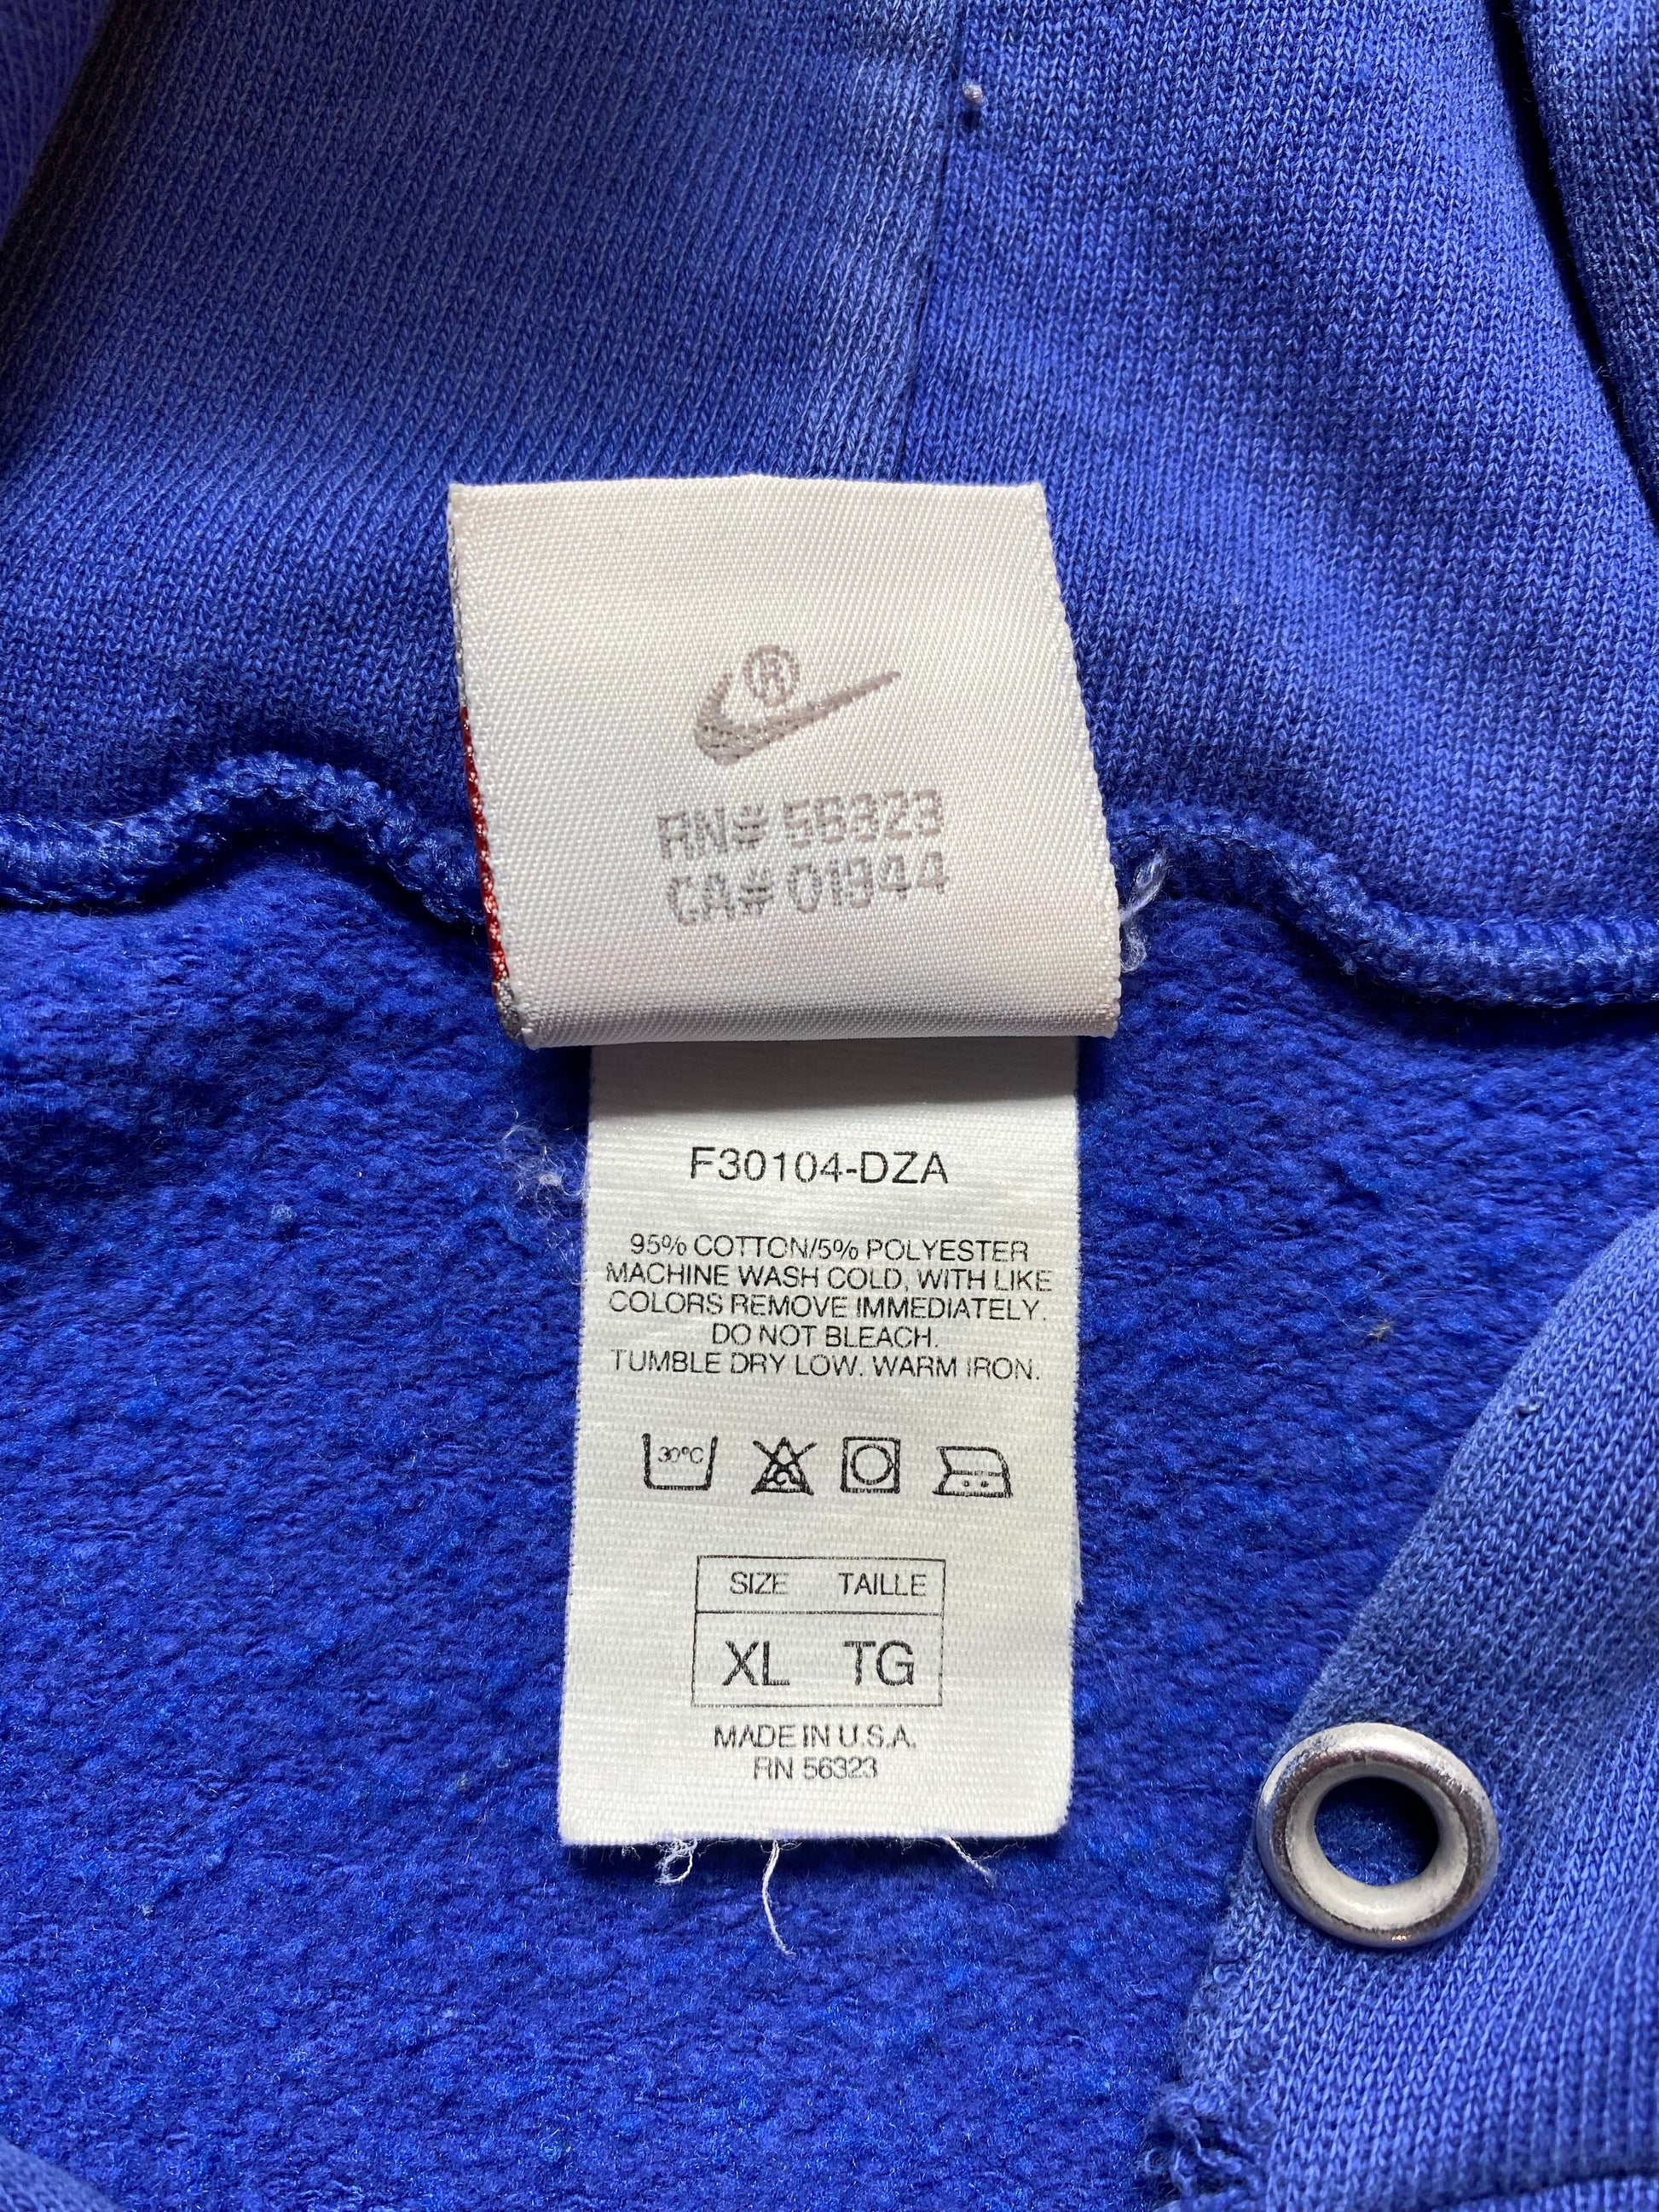 ®
RN# 56323
CA# 01944
F30104-DZA
95% COTTON/5% POLYESTER
MACHINE WASH COLD, WITH LIKE
COLORS REMOVE IMMEDIATELY.
DO NOT BLEACH.
TUMBLE DRY LOW. WARM IRON.
30°C
SIZE TAILLE
XL TG
MADE IN U.S.A.
RN 56323